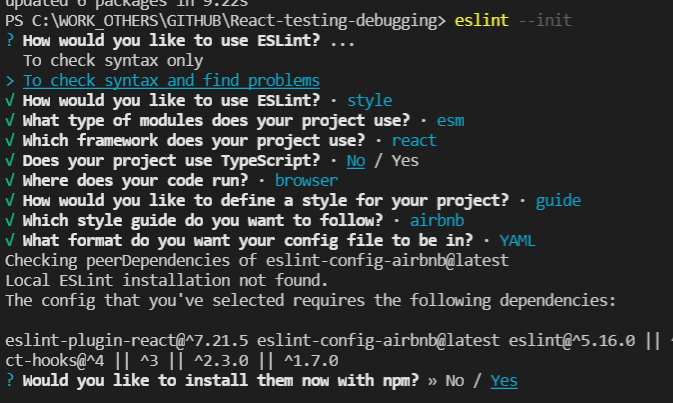 updated 6 packages in 9.22s
PS C:\WORK_OTHERS\GITHUB\React-testing-debugging> eslint --init
? How would you like to use ESLint? ...
To check syntax only
> To check syntax and find problems
√ How would you like to use ESLint? · style
√ What type of modules does your project use? · esm
√ Which framework does your project use? · react
√ Does your project use TypeScript? · No / Yes
√ Where does your code run? · browser
√ How would you like to define a style for your project? · guide
√ Which style guide do you want to follow? · airbnb
√ What format do you want your config file to be in? · YAML
Checking peerDependencies of eslint-config-airbnb@latest
Local ESLint installation not found.
The config that you've selected requires the following dependencies:
eslint-plugin-react@^7.21.5 eslint-config-airbnb@latest eslint@^5.16.0 || ^
ct-hooks@^4 || ^3 || ^2.3.0 || ^1.7.0
? Would you like to install them now with npm? » No / Yes